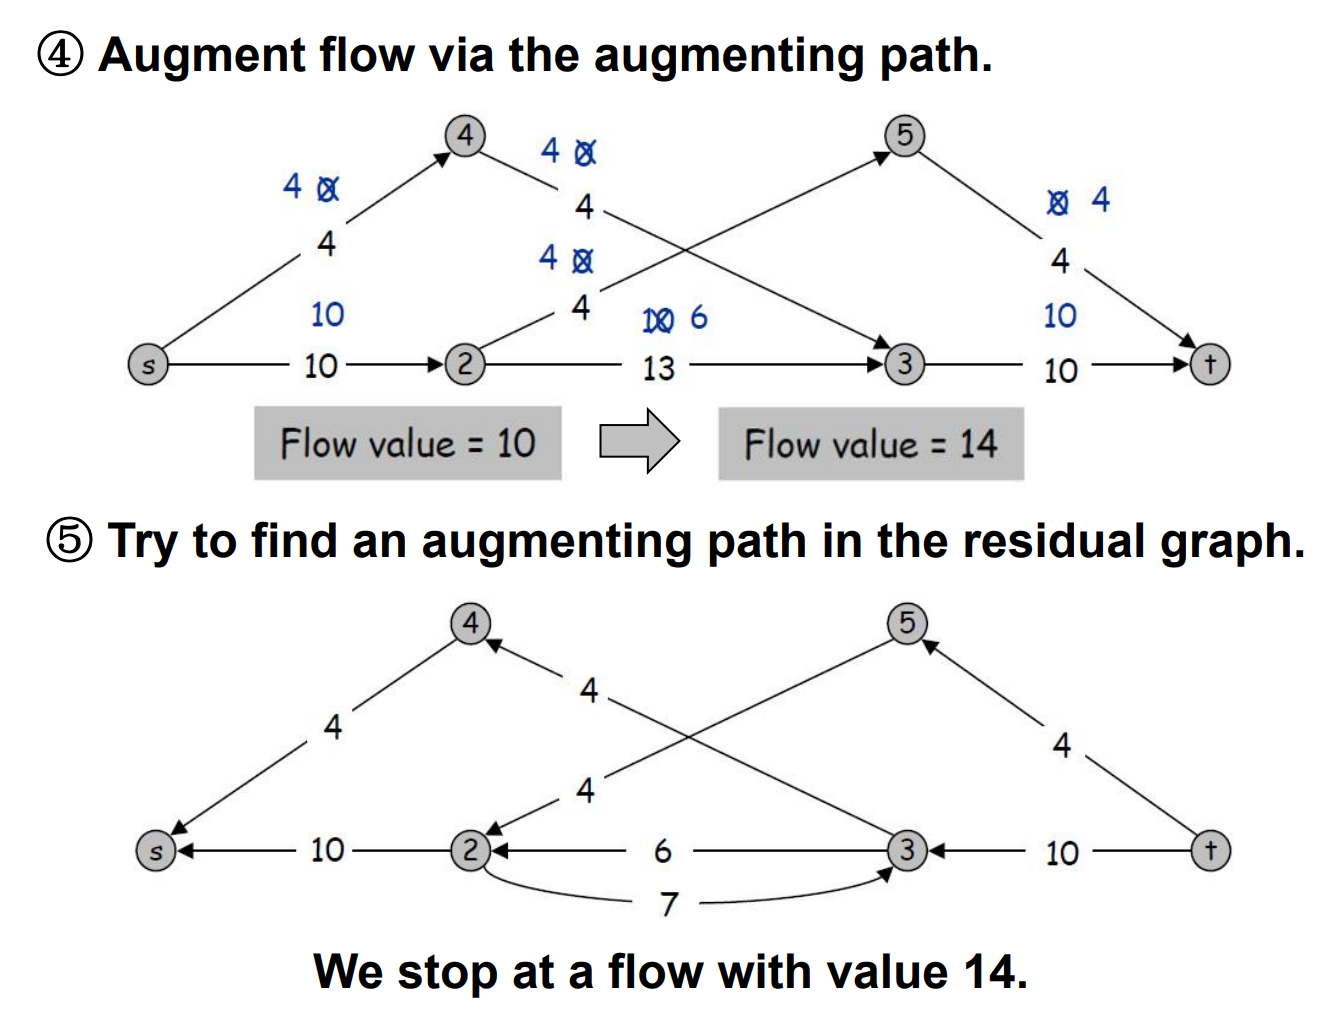 ④ Augment flow via the augmenting path.
4 5
4 0 4 0 0 4
4 4 4
4 0
10 4 10 6 10
s 10 2 13 3 10 t
Flow value = 10 Flow value = 14
⑤ Try to find an augmenting path in the residual graph.
4 5
4
4 4
4
s 10 2 6 3 10 t
7
We stop at a flow with value 14.